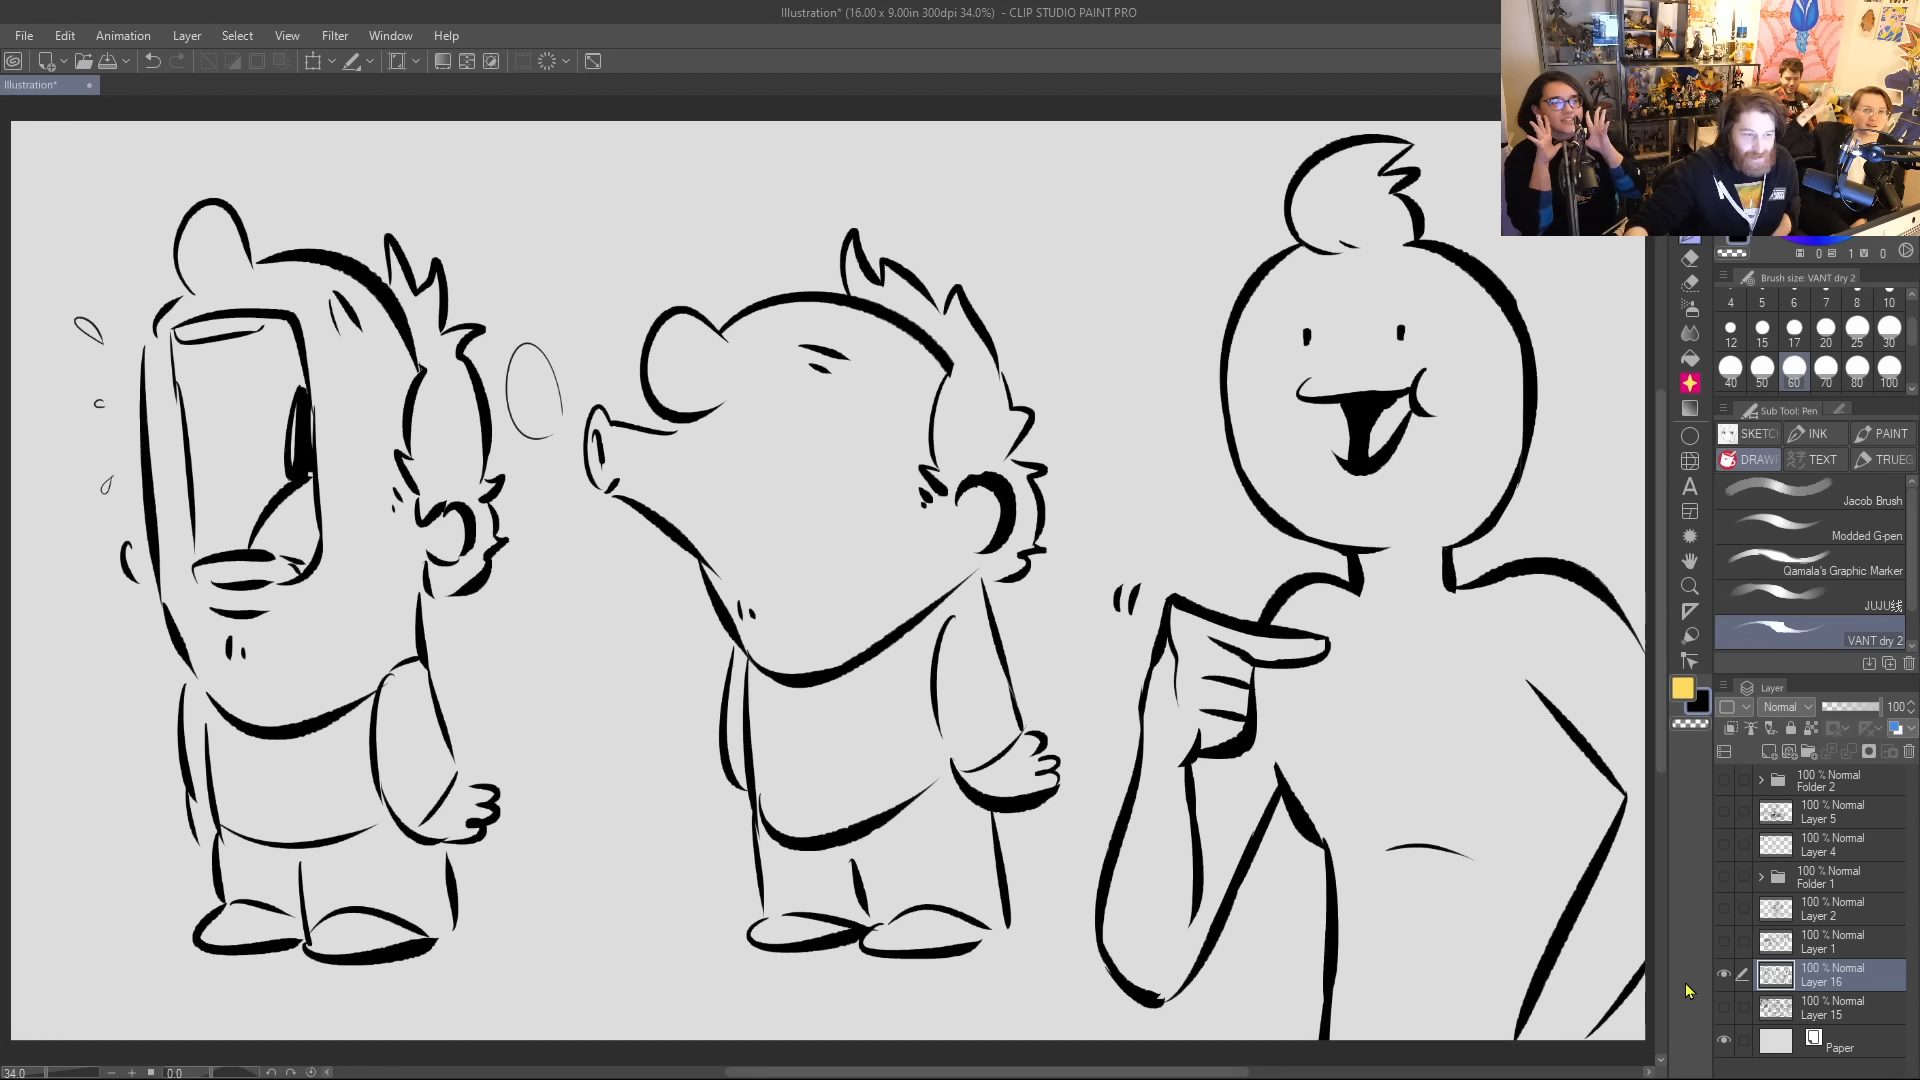 Illustration* (16.00 x 9.00in 300dpi 34.0%) - CLIP STUDIO PAINT PRO
File Edit Animation Layer Select View Filter Window Help
Illustration*
0 1 0
Brush size: VANT dry 2
4 5 6 7 8 10
12 15 17 20 25 30
40 50 60 70 80 100
Sub Tool: Pen
SKETC INK PAINT
DRAW TEXT TRUEG
Jacob Brush
Modded G-pen
Qamala's Graphic Marker
JUJU线
VANT dry 2
Layer
Normal 100
100 % Normal
Folder 2
100 % Normal
Layer 5
100 % Normal
Layer 4
100 % Normal
Folder 1
100 % Normal
Layer 2
100 % Normal
Layer 1
100 % Normal
Layer 16
100 % Normal
Layer 15
Paper
34.0 0.0